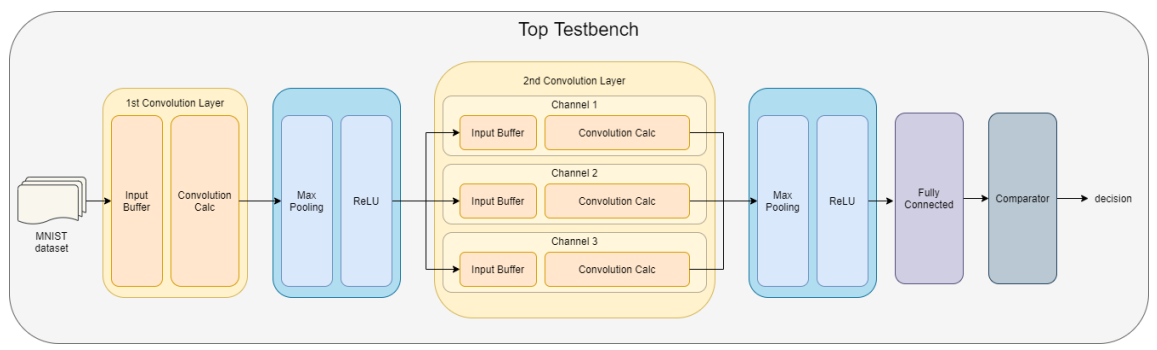 Top Testbench
1st Convolution Layer
Input
Buffer
Convolution
Calc
MNIST
dataset
Max
Pooling
ReLU
2nd Convolution Layer
Channel 1
Input Buffer
Convolution Calc
Channel 2
Input Buffer
Convolution Calc
Channel 3
Input Buffer
Convolution Calc
Max
Pooling
ReLU
Fully
Connected
Comparator
decision